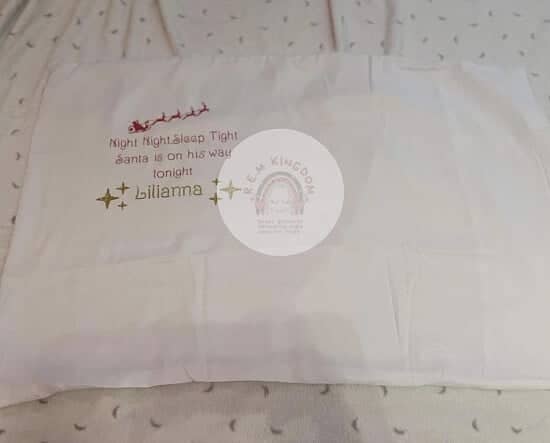 Night Night Sleep Tight
Santa is on his way
tonight
Lilianna
R.E.M KINGDOM